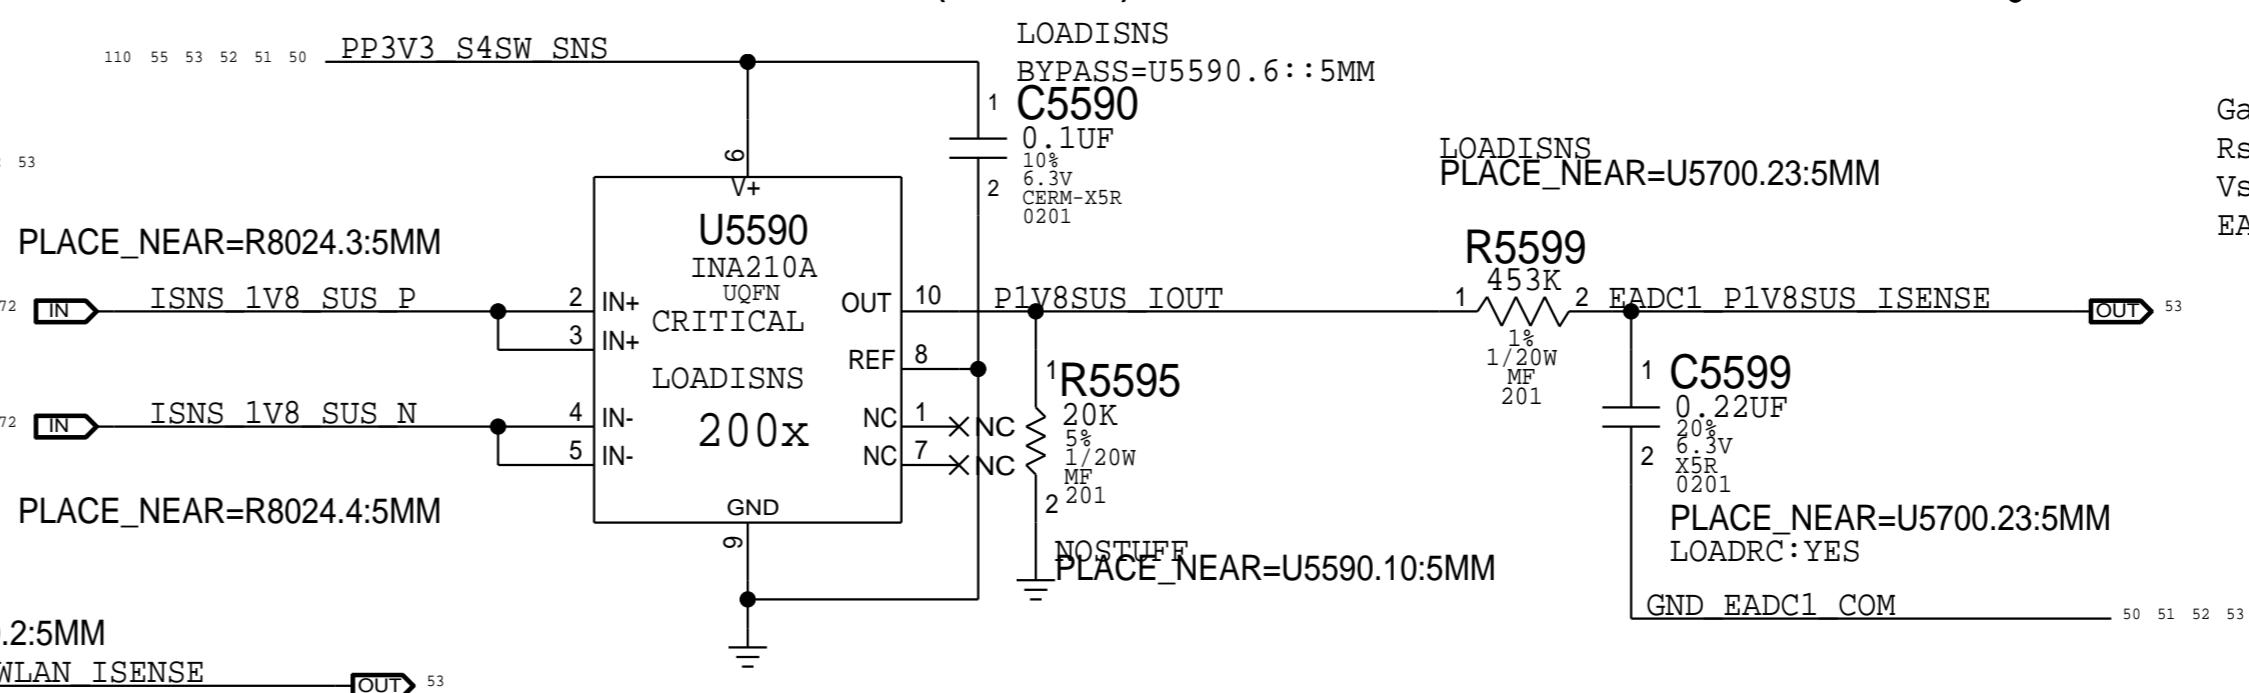 110 55 53 52 51 50 PP3V3_S4SW_SNS
LOADISNS
BYPASS=U5590.6::5MM
1 C5590
0.1UF
10%
6.3V
CERM-X5R
0201
2
53
6
V+
PLACE_NEAR=R8024.3:5MM
U5590
INA210A
UQFN
CRITICAL
LOADISNS
200x
72 IN ISNS_1V8_SUS_P 2 IN+
3 IN+
72 IN ISNS_1V8_SUS_N 4 IN-
5 IN-
OUT 10 P1V8SUS_IOUT
REF 8
NC 1 NC
NC 7 NC
GND
9
PLACE_NEAR=R8024.4:5MM
1 R5595
20K
5%
1/20W
MF
201
2
NOSTUFF
PLACE_NEAR=U5590.10:5MM
LOADISNS
PLACE_NEAR=U5700.23:5MM
R5599
453K
1 2 EADC1_P1V8SUS_ISENSE OUT 53
1%
1/20W
MF
201
1 C5599
0.22UF
20%
6.3V
X5R
0201
2
PLACE_NEAR=U5700.23:5MM
LOADRC:YES
GND_EADC1_COM 50 51 52 53
Ga
Rs
Vs
EA
.2:5MM
WLAN_ISENSE OUT 53